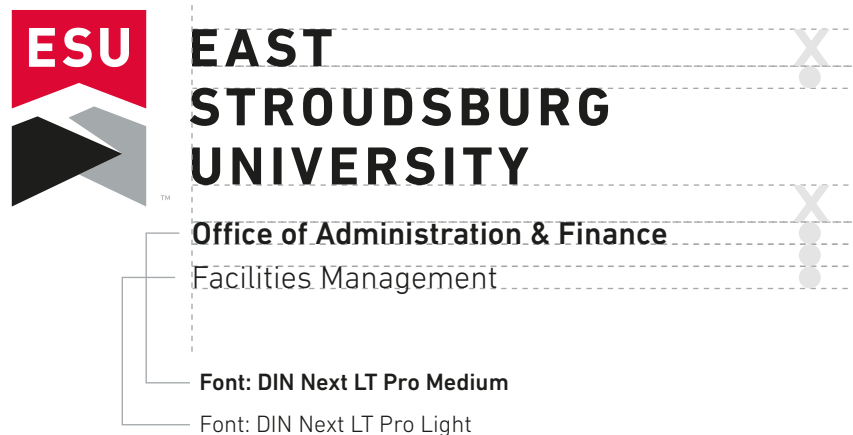 ESU
EAST
STROUDSBURG
UNIVERSITY
TM
X
X
Office of Administration & Finance
Facilities Management
Font: DIN Next LT Pro Medium
Font: DIN Next LT Pro Light